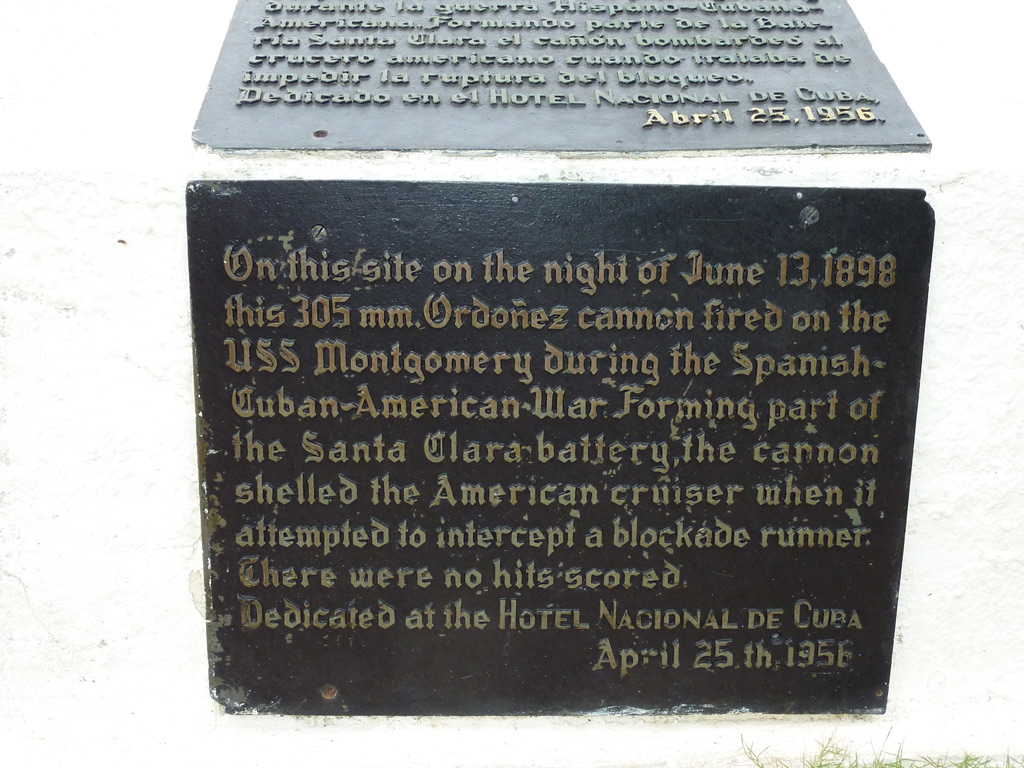 durante la guerra Hispano-Cubana-
Americana. Formando parte de la Bate-
ría Santa Clara el cañón bombardeó al
crucero americano cuando trataba de
impedir la ruptura del bloqueo.
Dedicado en el HOTEL NACIONAL DE CUBA,
Abril 25, 1956.
On this site on the night of June 13, 1898
this 305 mm. Ordoñez cannon fired on the
USS Montgomery during the Spanish-
Cuban-American-War. Forming part of
the Santa Clara battery, the cannon
shelled the American cruiser when it
attempted to intercept a blockade runner.
There were no hits scored.
Dedicated at the HOTEL NACIONAL DE CUBA
April 25 th, 1956